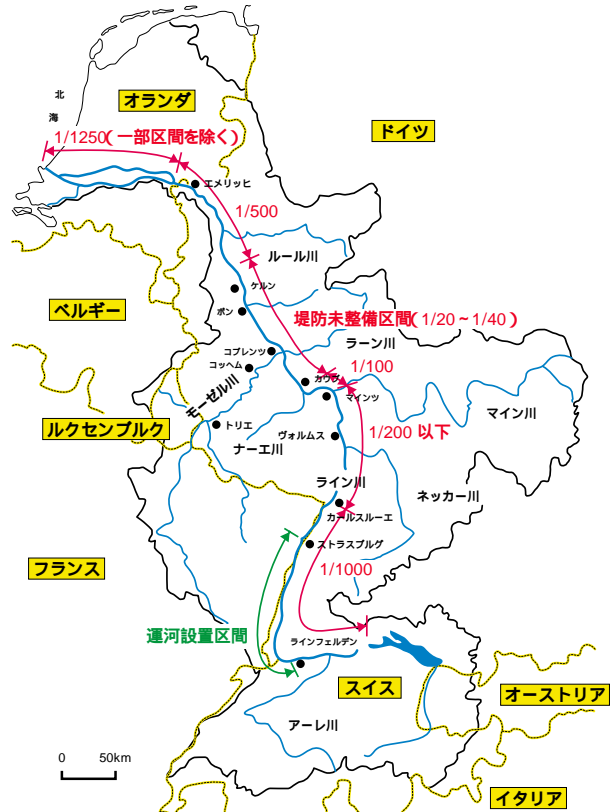 北
海
オランダ
ドイツ
1/1250(一部区間を除く)
エメリッヒ
1/500
ルール川
ケルン
ベルギー
ボン
堤防未整備区間(1/20～1/40)
コブレンツ
ラーン川
コッヘム
1/100
カウプ
モーゼル川
マインツ
マイン川
ルクセンブルク
トリエ
1/200 以下
ナーエ川
ヴォルムス
ライン川
ネッカー川
カールスルーエ
ストラスブルグ
フランス
1/1000
運河設置区間
ラインフェルデン
スイス
オーストリア
アーレ川
0 50km
イタリア